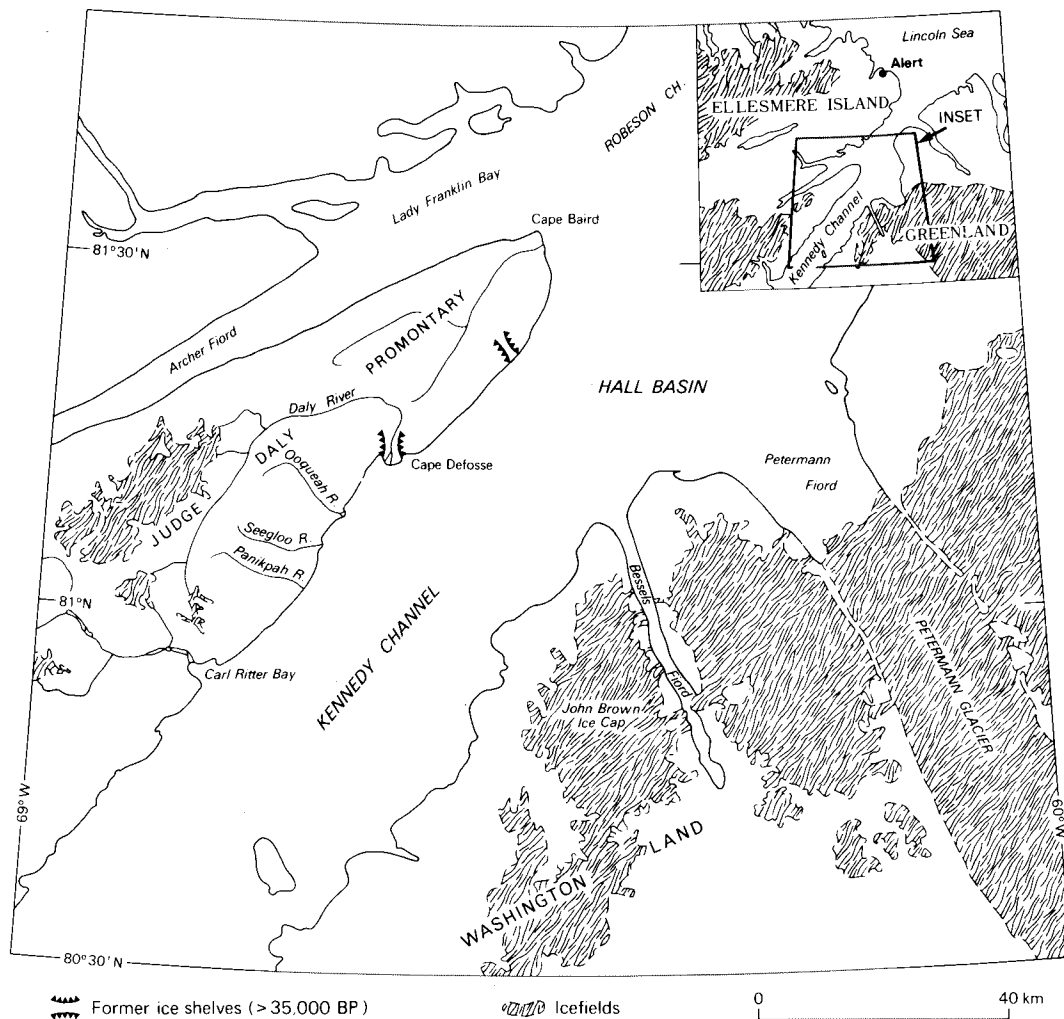 Lincoln Sea
Alert
ELLESMERE ISLAND
INSET
GREENLAND
Kennedy Channel
ROBESON CH.
Lady Franklin Bay
Cape Baird
81°30'N
PROMONTARY
Archer Fiord
HALL BASIN
Daly River
DALY
Cape Defosse
Ooqueah R.
Petermann
Fiord
JUDGE
Seegloo R.
Panikpah R.
Bessels
Fiord
81°N
KENNEDY CHANNEL
PETERMANN GLACIER
Carl Ritter Bay
John Brown
Ice Cap
69°W
60°W
WASHINGTON LAND
80°30'N
Former ice shelves (>35,000 BP)
Icefields
0
40 km